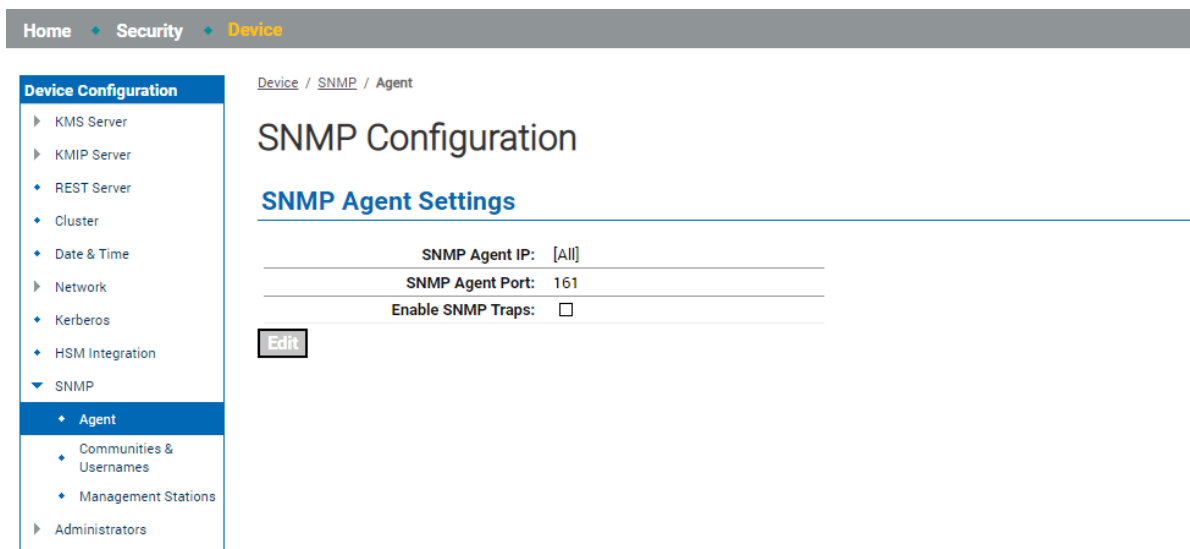 Home Security Device
Device / SNMP / Agent
Device Configuration
KMS Server
KMIP Server
REST Server
Cluster
Date & Time
Network
Kerberos
HSM Integration
SNMP
Agent
Communities &
Usernames
Management Stations
Administrators
SNMP Configuration
SNMP Agent Settings
SNMP Agent IP: [All]
SNMP Agent Port: 161
Enable SNMP Traps:
Edit